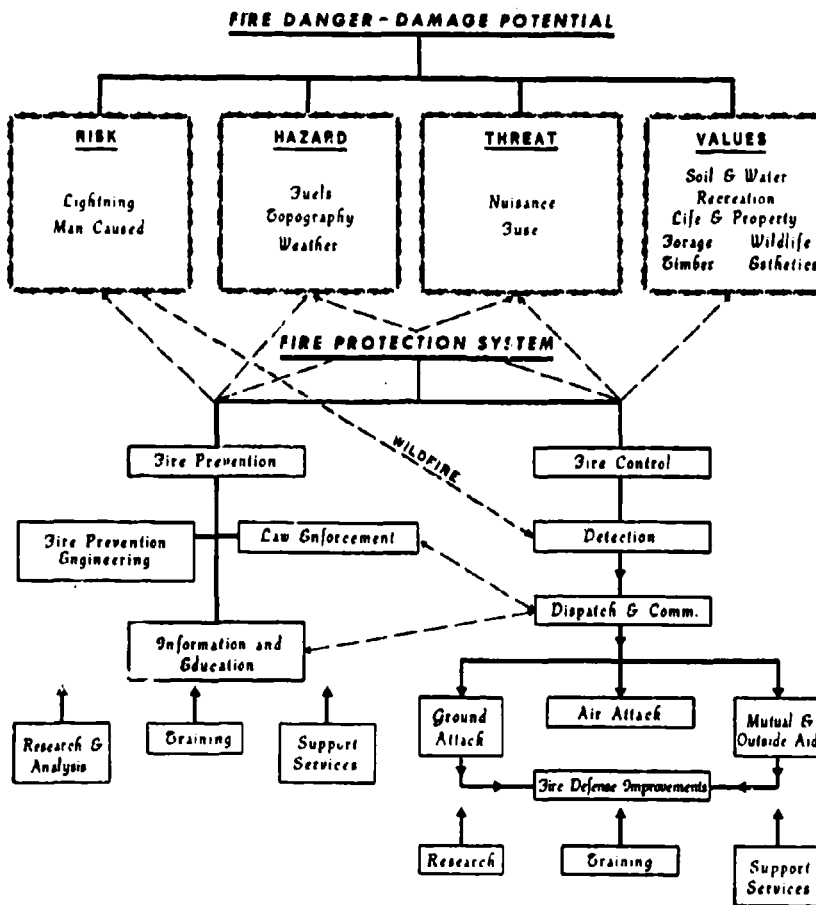 FIRE DANGER - DAMAGE POTENTIAL
RISK
Lightning
Man Caused
HAZARD
Fuels
Topography
Weather
THREAT
Nuisance
Fuse
VALUES
Soil & Water
Recreation
Life & Property
Forage Wildlife
Timber Esthetics
FIRE PROTECTION SYSTEM
WILDFIRE
Fire Prevention
Fire Control
Fire Prevention
Engineering
Law Enforcement
Detection
Dispatch & Comm.
Information and
Education
Research &
Analysis
Training
Support
Services
Ground
Attack
Air Attack
Mutual &
Outside Aid
Fire Defense Improvements
Research
Training
Support
Services